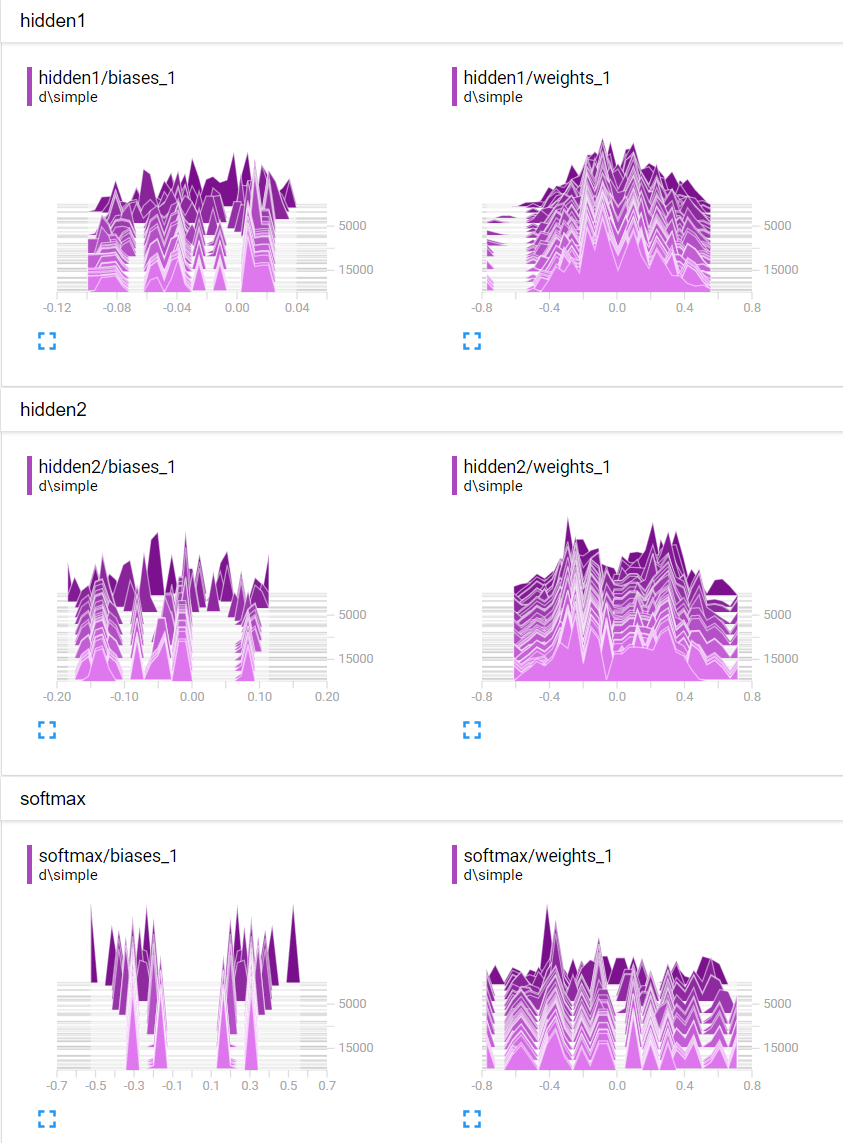 hidden1
hidden1/biases_1 hidden1/weights_1
d\simple d\simple
5000 5000
15000 15000
-0.12 -0.08 -0.04 0.00 0.04 -0.8 -0.4 0.0 0.4 0.8
hidden2
hidden2/biases_1 hidden2/weights_1
d\simple d\simple
5000 5000
15000 15000
-0.20 -0.10 0.00 0.10 0.20 -0.8 -0.4 0.0 0.4 0.8
softmax
softmax/biases_1 softmax/weights_1
d\simple d\simple
5000 5000
15000 15000
-0.7 -0.5 -0.3 -0.1 0.1 0.3 0.5 0.7 -0.8 -0.4 0.0 0.4 0.8